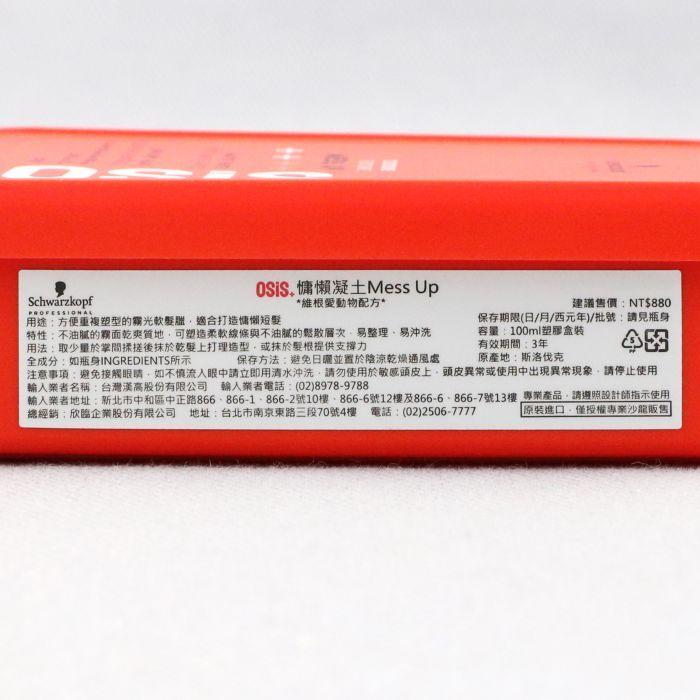 OSiS
Schwarzkopf
PROFESSIONAL
OSiS+ 慵懶凝土Mess Up
*維根愛動物配方*
建議售價：NT$880
用途：方便重複塑型的霧光軟髮臘，適合打造慵懶短髮
保存期限(日/月/西元年)/批號：請見瓶身
特性：不油膩的霧面乾爽質地，可塑造柔軟線條與不油膩的鬆散層次、易整理、易沖洗
容量：100ml塑膠盒裝
用法：取少量於掌間揉搓後抹於乾髮上打理造型，或抹於髮根提供支撐力
有效期間：3年
全成分：如瓶身INGREDIENTS所示 保存方法：避免日曬並置於陰涼乾燥通風處
原產地：斯洛伐克
注意事項：避免接觸眼睛，如不慎流入眼中請立即用清水沖洗，請勿使用於敏感頭皮上，頭皮異常或使用中出現異常現象，請停用
輸入業者名稱：台灣漢高股份有限公司 輸入業者電話：(02)8978-9788
輸入業者地址：新北市中和區中正路866、866-1、866-2號10樓、866-6號12樓及866-6、866-7號13樓
專業產品，請遵照設計師指示使用
總經銷：欣臨企業股份有限公司 地址：台北市南京東路三段70號4樓 電話：(02)2506-7777
原裝進口，僅授權專業沙龍販售